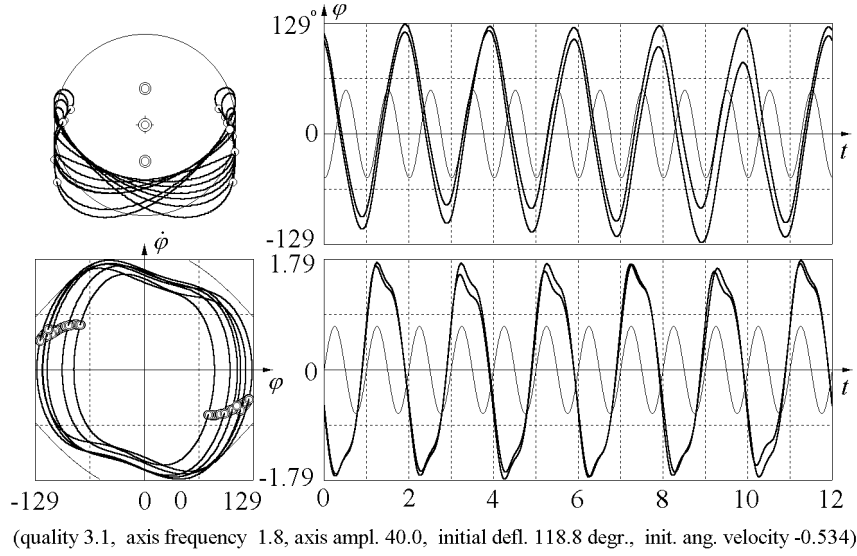 129° φ
0
-129
t
φ̇
1.79
0
-1.79
φ
t
-129 0 0 129 0 2 4 6 8 10 12
(quality 3.1, axis frequency 1.8, axis ampl. 40.0, initial defl. 118.8 degr., init. ang. velocity -0.534)